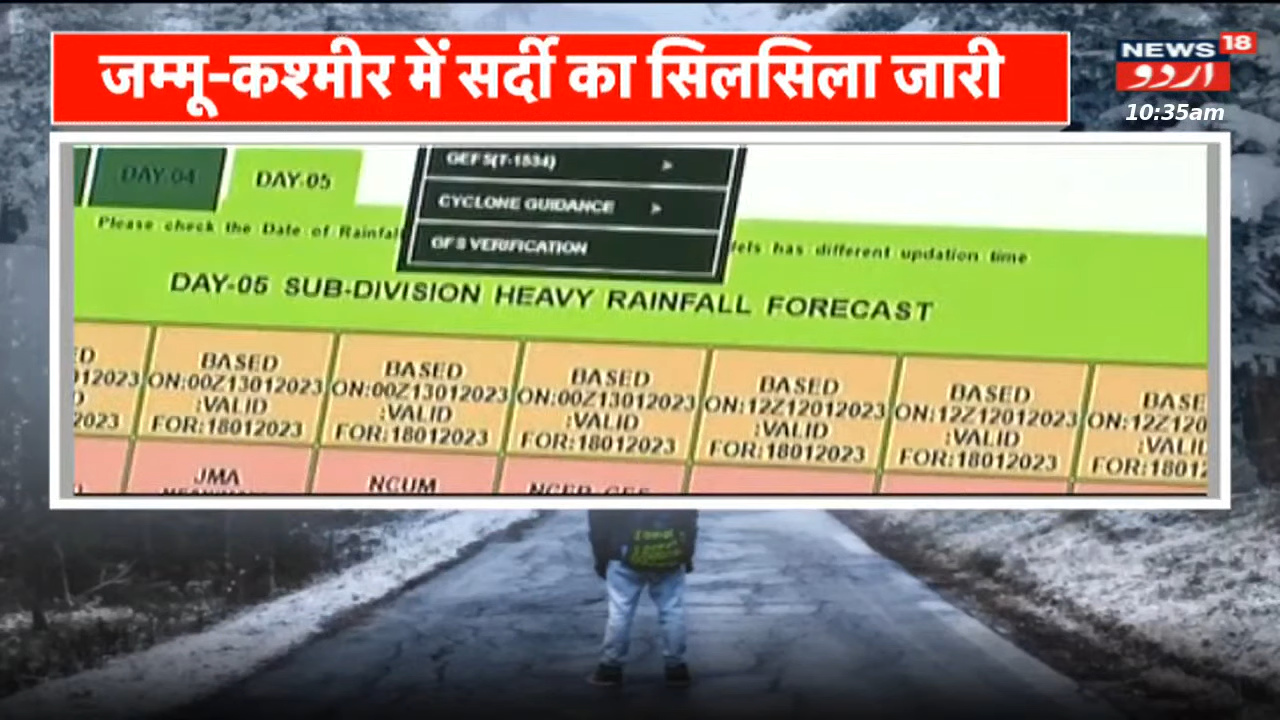 जम्मू-कश्मीर में सर्दी का सिलसिला जारी
NEWS 18
اردو
10:35am
DAY-04
DAY-05
GEFS(T-1534)
CYCLONE GUIDANCE
GFS VERIFICATION
Please check the Date of
has different updation time
DAY-05 SUB-DIVISION HEAVY RAINFALL FORECAST
BASED ON:00Z13012023 :VALID FOR:18012023
BASED ON:00Z13012023 :VALID FOR:18012023
BASED ON:00Z13012023 :VALID FOR:18012023
BASED ON:12Z12012023 :VALID FOR:18012023
BASED ON:12Z12012023 :VALID FOR:18012023
JMA
NCUM